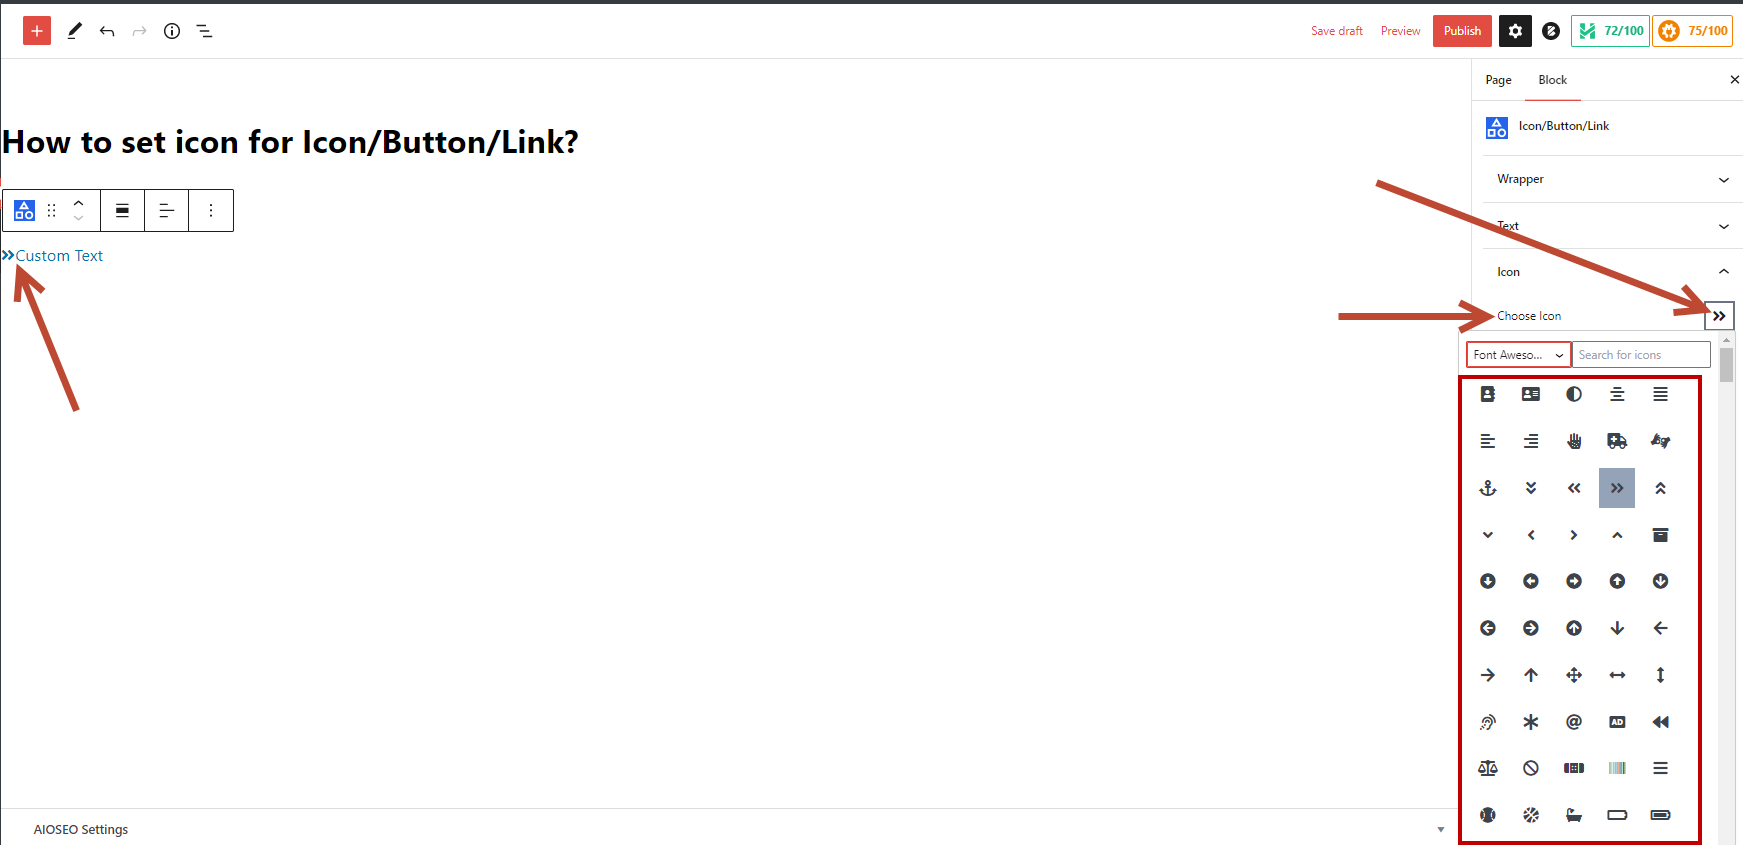 Save draft Preview Publish 72/100 75/100
Page Block
Icon/Button/Link
How to set icon for Icon/Button/Link?
Wrapper
Text
Custom Text
Icon
Choose Icon
Font Aweso... Search for icons
AD
AIOSEO Settings